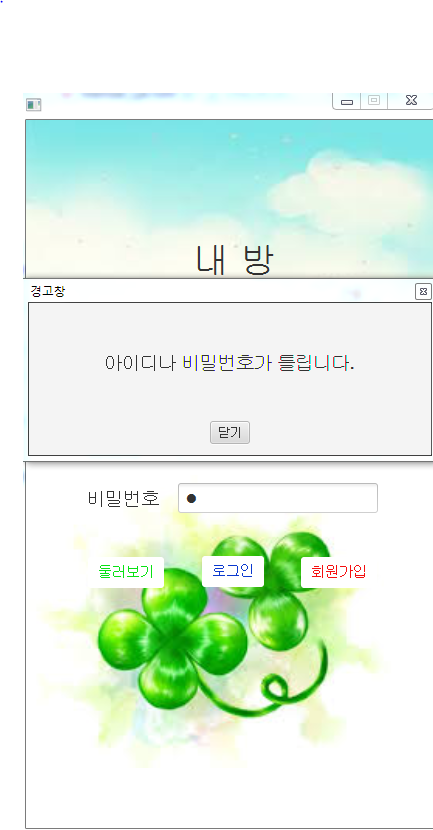 내 방
경고창
아이디나 비밀번호가 틀립니다.
닫기
비밀번호 ●
둘러보기 로그인 회원가입